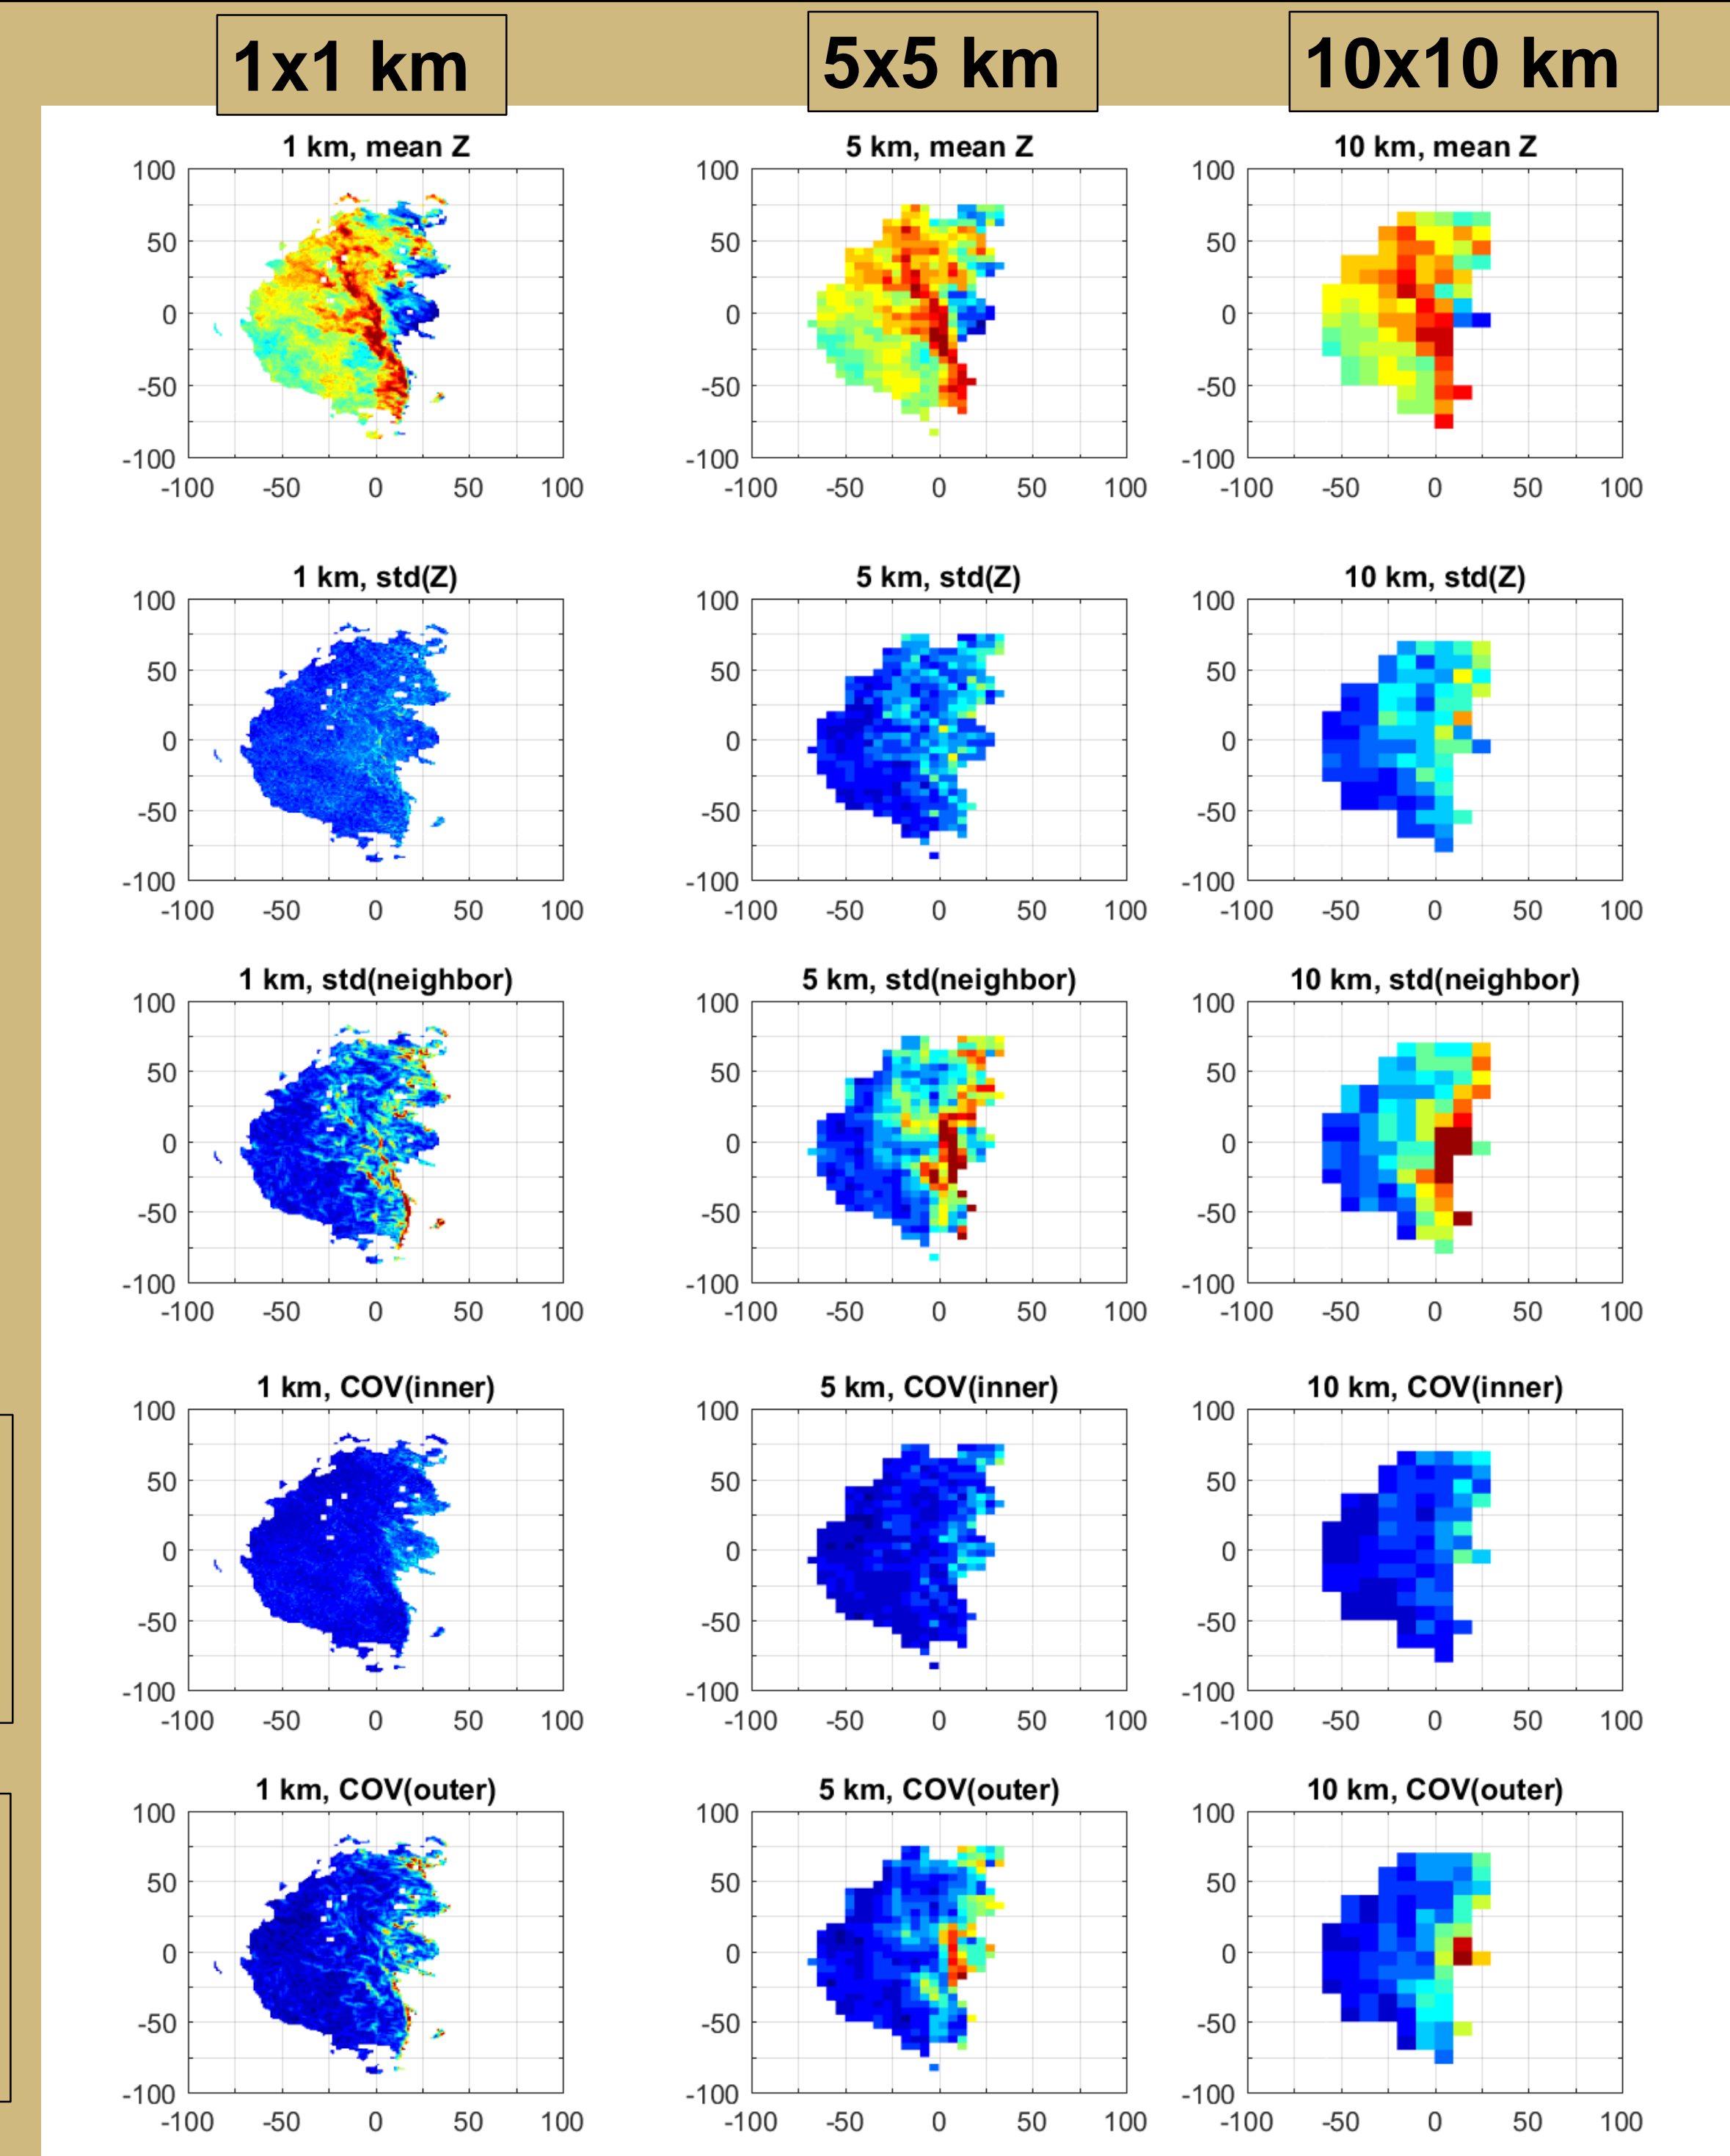 1x1 km 5x5 km 10x10 km
1 km, mean Z 5 km, mean Z 10 km, mean Z
100 100 100
50 50 50
0 0 0
-50 -50 -50
-100 -100 -100
-100 -50 0 50 100 -100 -50 0 50 100 -100 -50 0 50 100
1 km, std(Z) 5 km, std(Z) 10 km, std(Z)
100 100 100
50 50 50
0 0 0
-50 -50 -50
-100 -100 -100
-100 -50 0 50 100 -100 -50 0 50 100 -100 -50 0 50 100
1 km, std(neighbor) 5 km, std(neighbor) 10 km, std(neighbor)
100 100 100
50 50 50
0 0 0
-50 -50 -50
-100 -100 -100
-100 -50 0 50 100 -100 -50 0 50 100 -100 -50 0 50 100
1 km, COV(inner) 5 km, COV(inner) 10 km, COV(inner)
100 100 100
50 50 50
0 0 0
-50 -50 -50
-100 -100 -100
-100 -50 0 50 100 -100 -50 0 50 100 -100 -50 0 50 100
1 km, COV(outer) 5 km, COV(outer) 10 km, COV(outer)
100 100 100
50 50 50
0 0 0
-50 -50 -50
-100 -100 -100
-100 -50 0 50 100 -100 -50 0 50 100 -100 -50 0 50 100